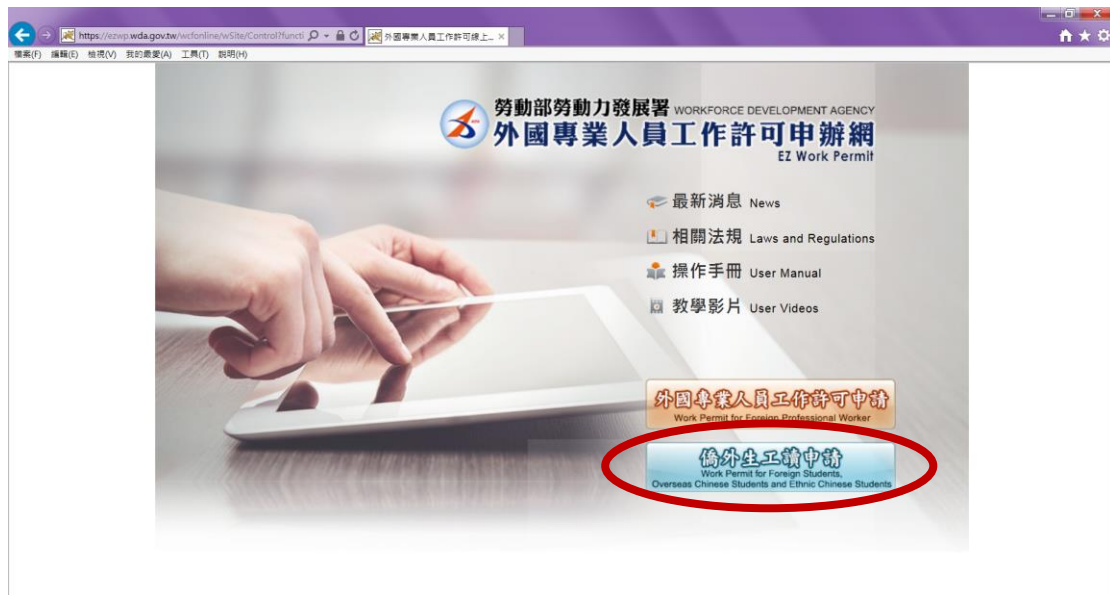 https://ezwp.wda.gov.tw/wcfonline/wSite/Control?functi
外國專業人員工作許可線上...
檔案(F) 編輯(E) 檢視(V) 我的最愛(A) 工具(T) 說明(H)
勞動部勞動力發展署 WORKFORCE DEVELOPMENT AGENCY
外國專業人員工作許可申辦網
EZ Work Permit
最新消息 News
相關法規 Laws and Regulations
操作手冊 User Manual
教學影片 User Videos
外國專業人員工作許可申請
Work Permit for Foreign Professional Worker
僑外生工讀申請
Work Permit for Foreign Students,
Overseas Chinese Students and Ethnic Chinese Students